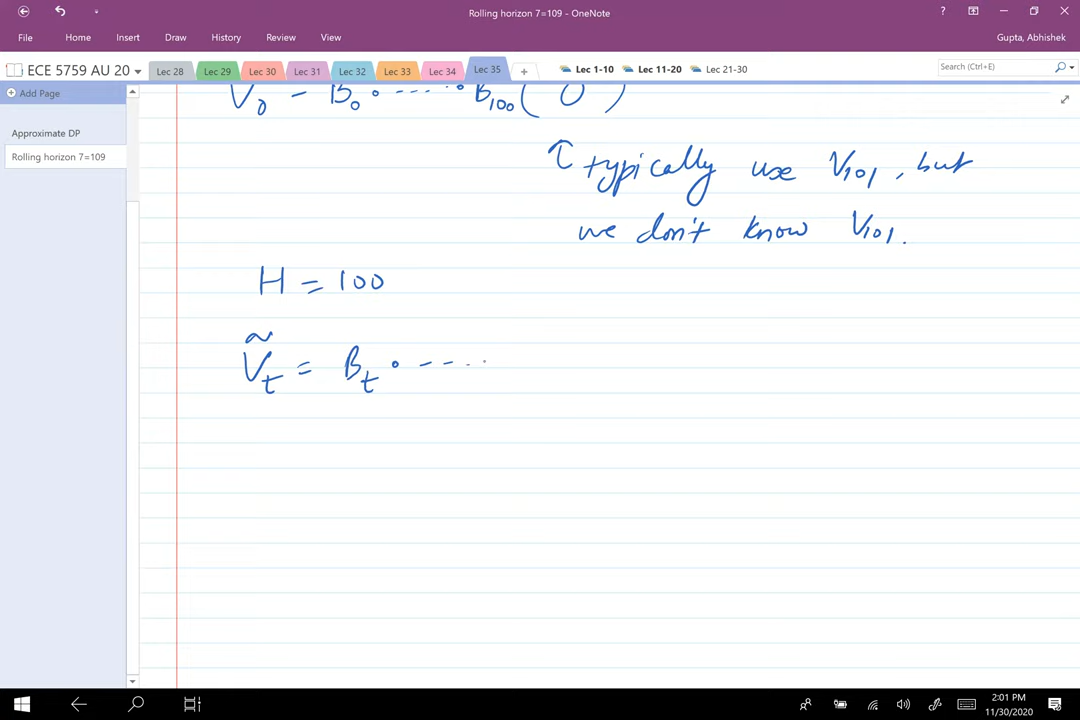 Rolling horizon 7=109 - OneNote
?
File Home Insert Draw History Review View
Gupta, Abhishek
ECE 5759 AU 20
Lec 28 Lec 29 Lec 30 Lec 31 Lec 32 Lec 33 Lec 34 Lec 35 +
Lec 1-10 Lec 11-20 Lec 21-30
Search (Ctrl+E)
Add Page
Approximate DP
Rolling horizon 7=109
V₀ - B₀ ∘ ----- ∘ B₁₀₀ ( 0 )
↑ typically use V₁₀₁, but
we don't know V₁₀₁.
H = 100
Ṽₜ = Bₜ ∘ -----
2:01 PM
11/30/2020